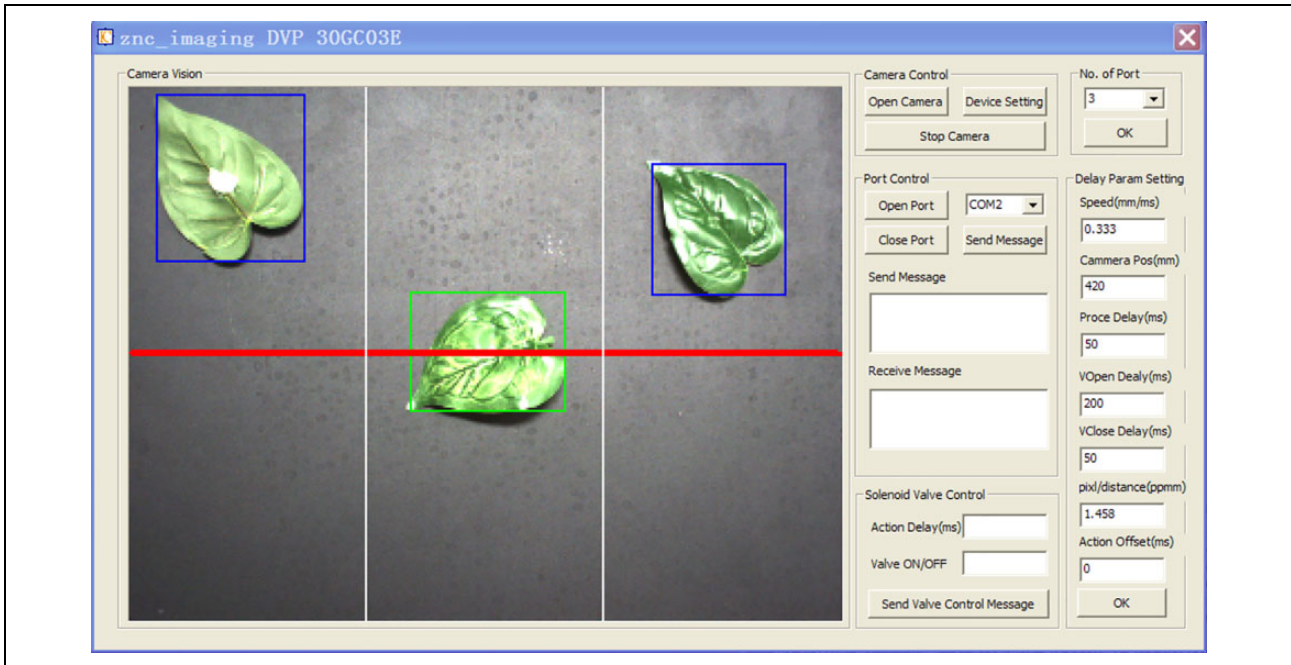 znc_imaging DVP 30GC03E
Camera Vision
Camera Control
Open Camera
Device Setting
Stop Camera
No. of Port
3
OK
Port Control
Open Port
COM2
Close Port
Send Message
Send Message
Receive Message
Solenoid Valve Control
Action Delay(ms)
Valve ON/OFF
Send Valve Control Message
Delay Param Setting
Speed(mm/ms)
0.333
Cammera Pos(mm)
420
Proce Delay(ms)
50
VOpen Dealy(ms)
200
VClose Delay(ms)
50
pixl/distance(ppmm)
1.458
Action Offset(ms)
0
OK